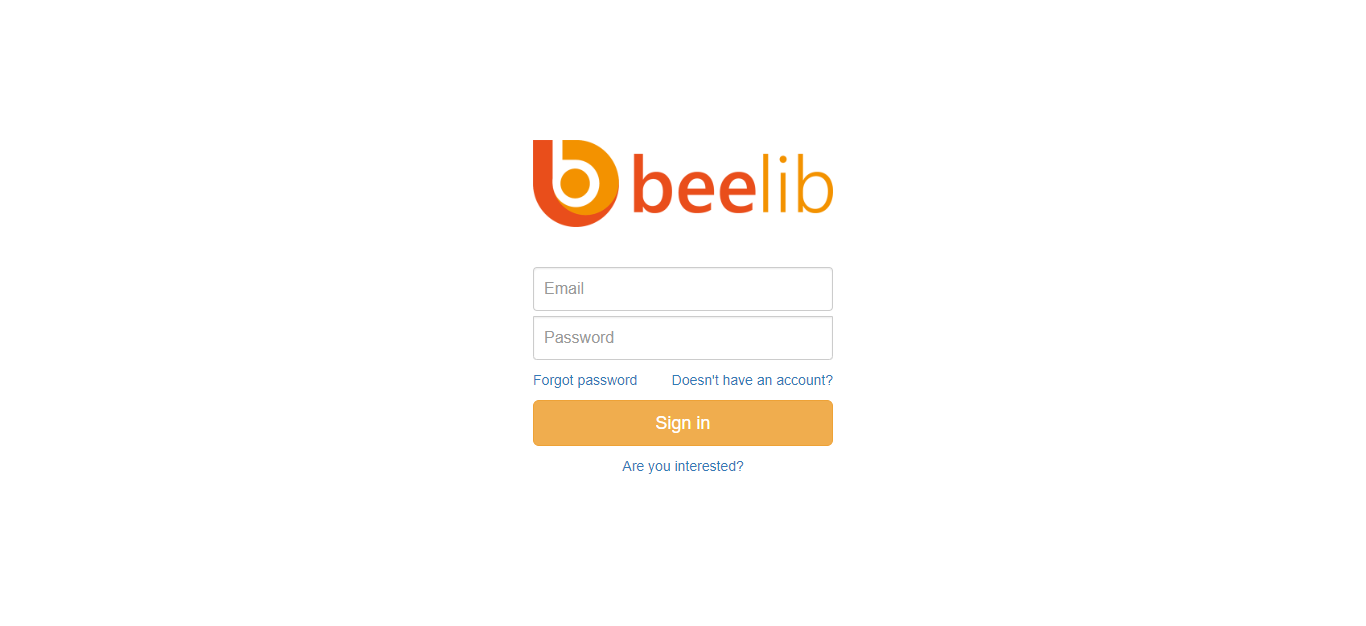 beelib
Email
Password
Forgot password Doesn't have an account?
Sign in
Are you interested?